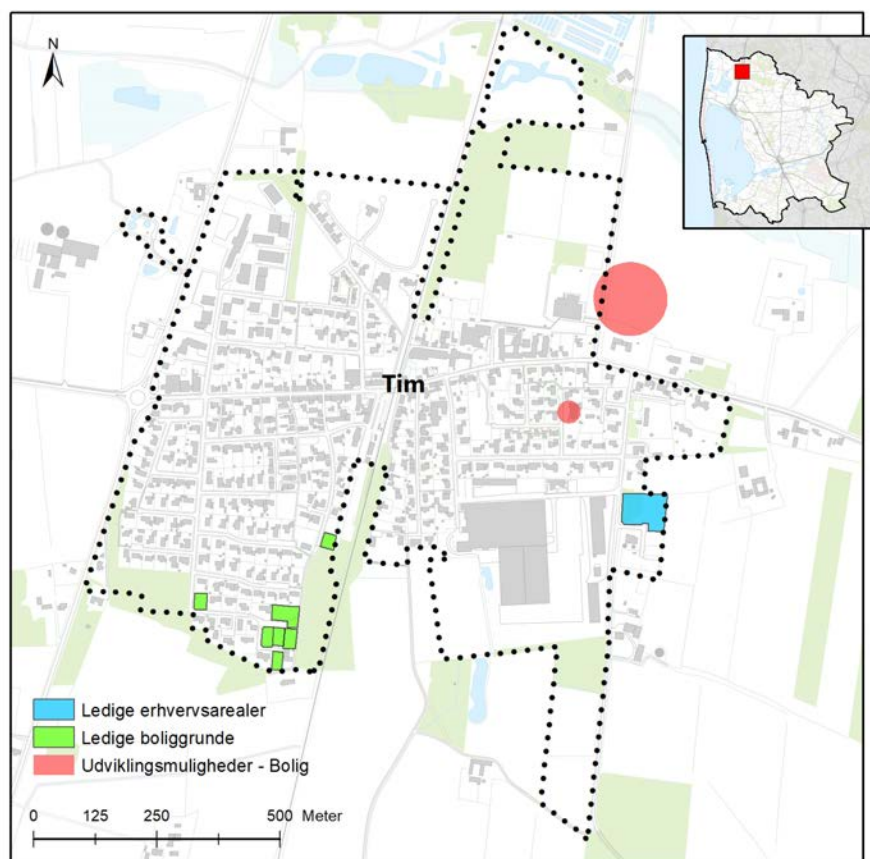 N
Tim
Ledige erhvervsarealer
Ledige boliggrunde
Udviklingsmuligheder - Bolig
0 125 250 500 Meter